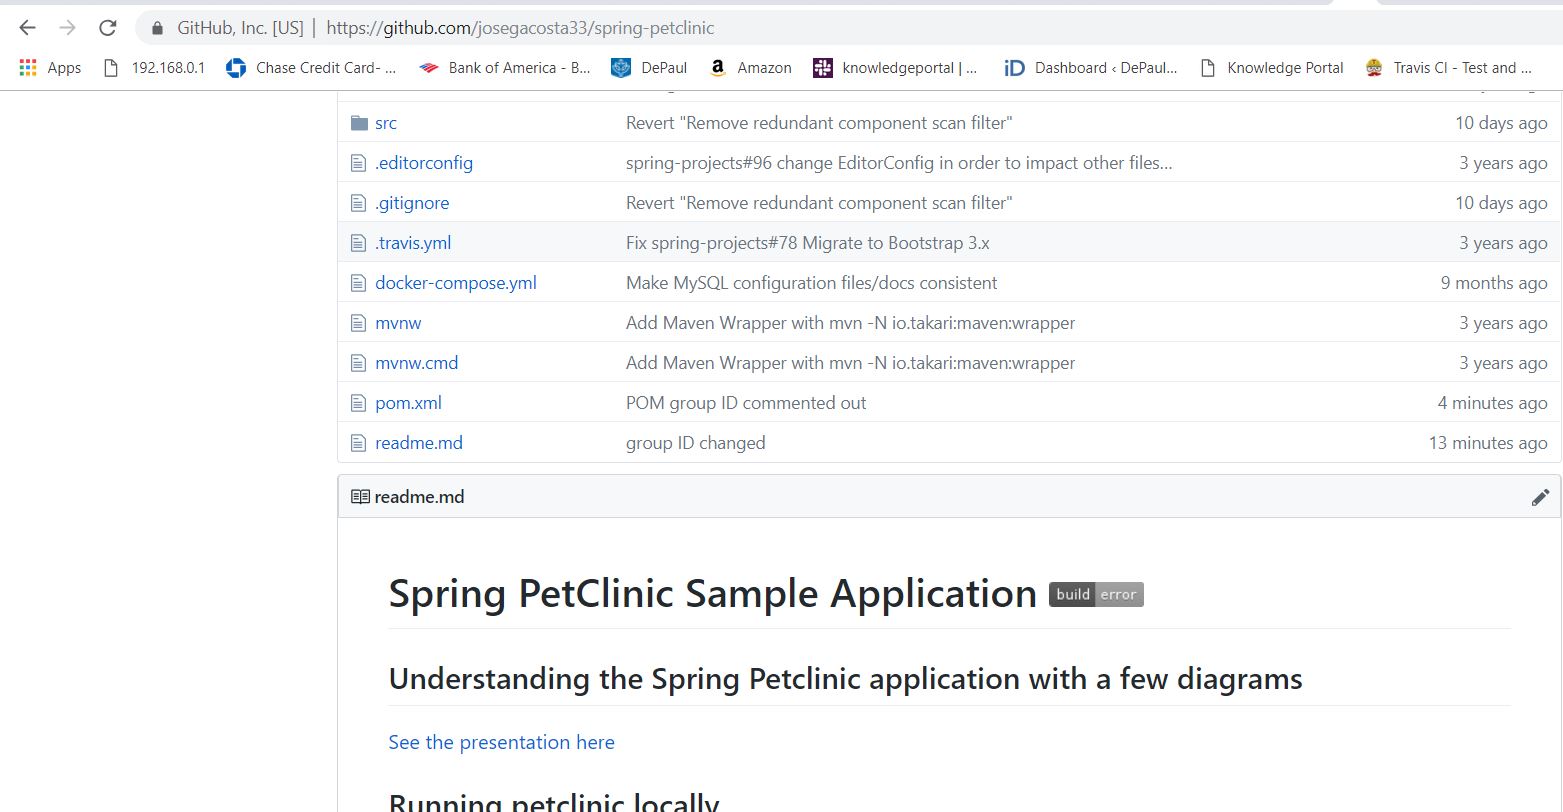 GitHub, Inc. [US] | https://github.com/josegacosta33/spring-petclinic
Apps 192.168.0.1 Chase Credit Card- ... Bank of America - B... DePaul Amazon knowledgeportal | ... iD Dashboard ‹ DePaul... Knowledge Portal Travis CI - Test and ...
src Revert "Remove redundant component scan filter" 10 days ago
.editorconfig spring-projects#96 change EditorConfig in order to impact other files... 3 years ago
.gitignore Revert "Remove redundant component scan filter" 10 days ago
.travis.yml Fix spring-projects#78 Migrate to Bootstrap 3.x 3 years ago
docker-compose.yml Make MySQL configuration files/docs consistent 9 months ago
mvnw Add Maven Wrapper with mvn -N io.takari:maven:wrapper 3 years ago
mvnw.cmd Add Maven Wrapper with mvn -N io.takari:maven:wrapper 3 years ago
pom.xml POM group ID commented out 4 minutes ago
readme.md group ID changed 13 minutes ago
readme.md
Spring PetClinic Sample Application build error
Understanding the Spring Petclinic application with a few diagrams
See the presentation here
Running petclinic locally